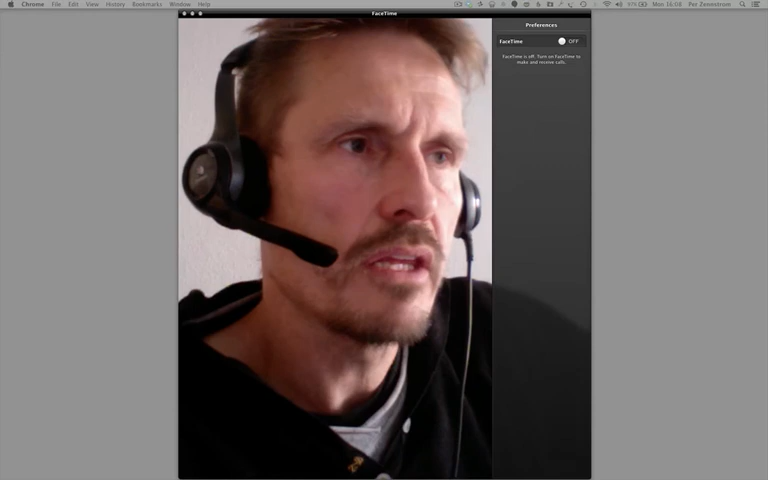 Chrome File Edit View History Bookmarks Window Help
Mon 16:08 Per Zenestrom
FaceTime
Preferences
FaceTime OFF
FaceTime is off. Turn on FaceTime to
make and receive calls.